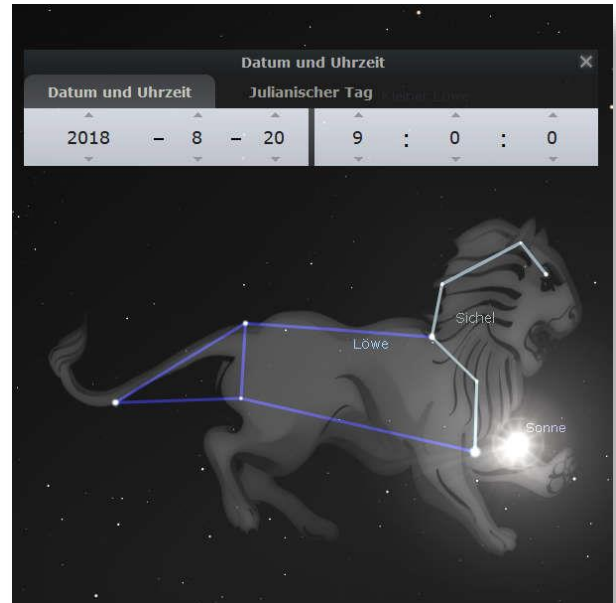 Datum und Uhrzeit ×
Datum und Uhrzeit Julianischer Tag
2018 – 8 – 20 9 : 0 : 0
Sichel
Löwe
Sonne